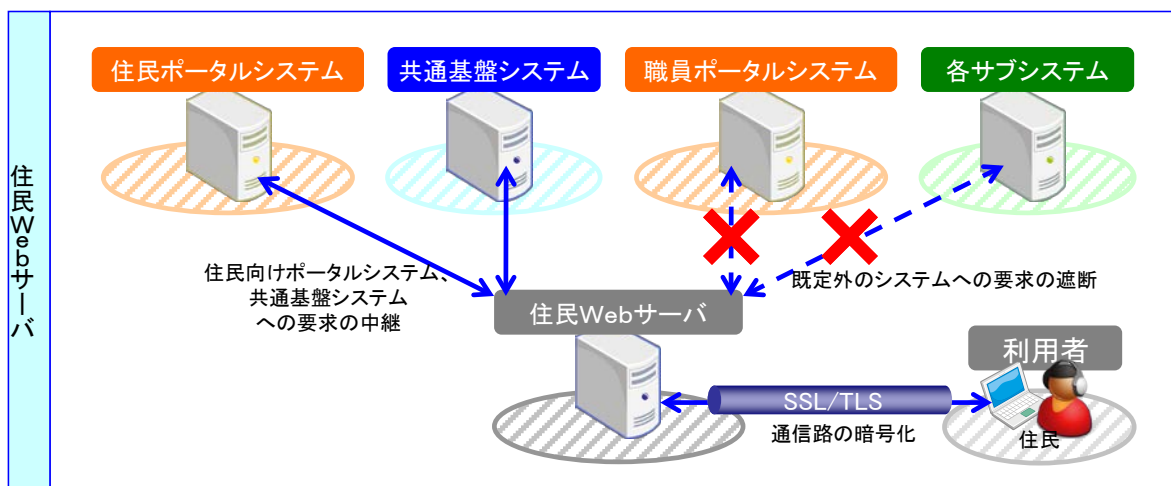 住民Webサーバ
住民ポータルシステム
共通基盤システム
職員ポータルシステム
各サブシステム
住民向けポータルシステム、
共通基盤システム
への要求の中継
既定外のシステムへの要求の遮断
住民Webサーバ
利用者
SSL/TLS
通信路の暗号化
住民